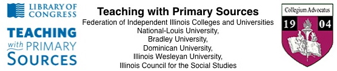 LIBRARY OF
CONGRESS
TEACHING
with PRIMARY
SOURCES
Teaching with Primary Sources
Federation of Independent Illinois Colleges and Universities
National-Louis University,
Bradley University,
Dominican University,
Illinois Wesleyan University,
Illinois Council for the Social Studies
Collegium Advocatus
19 04